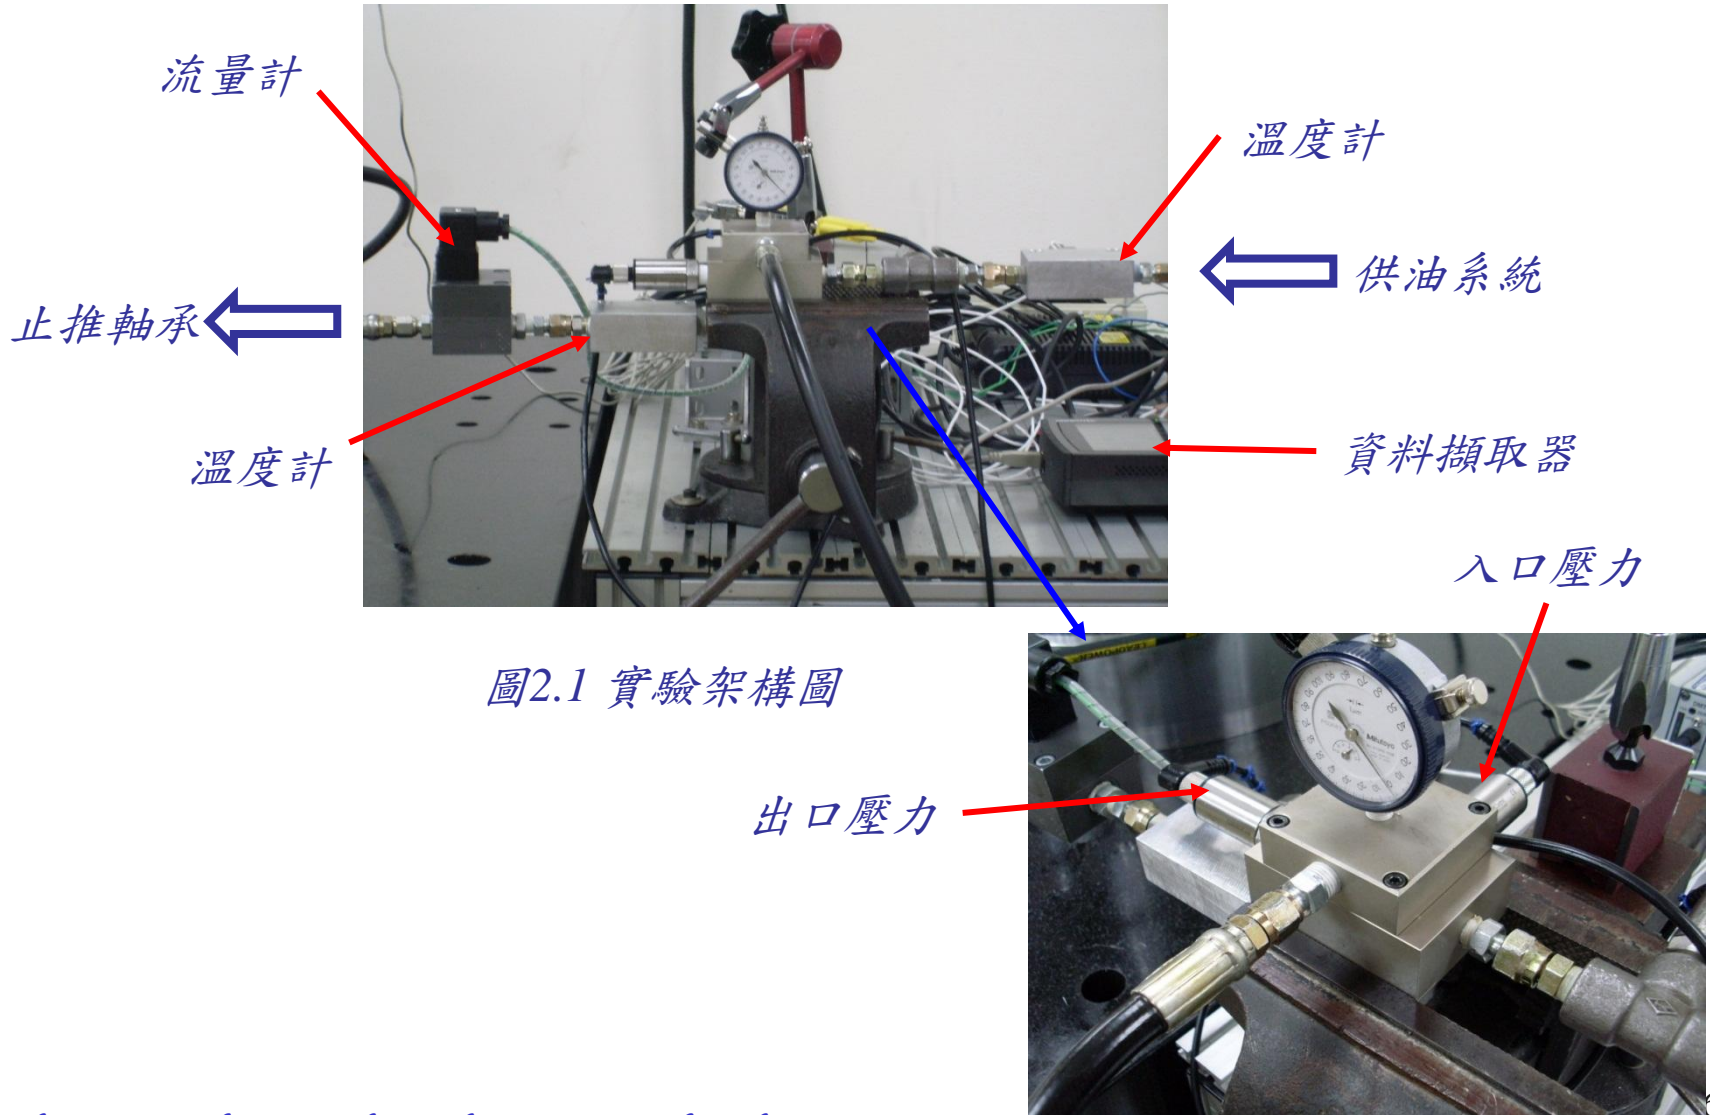 流量計
溫度計
供油系統
止推軸承
溫度計
資料擷取器
入口壓力
圖2.1 實驗架構圖
出口壓力
Mitutoyo